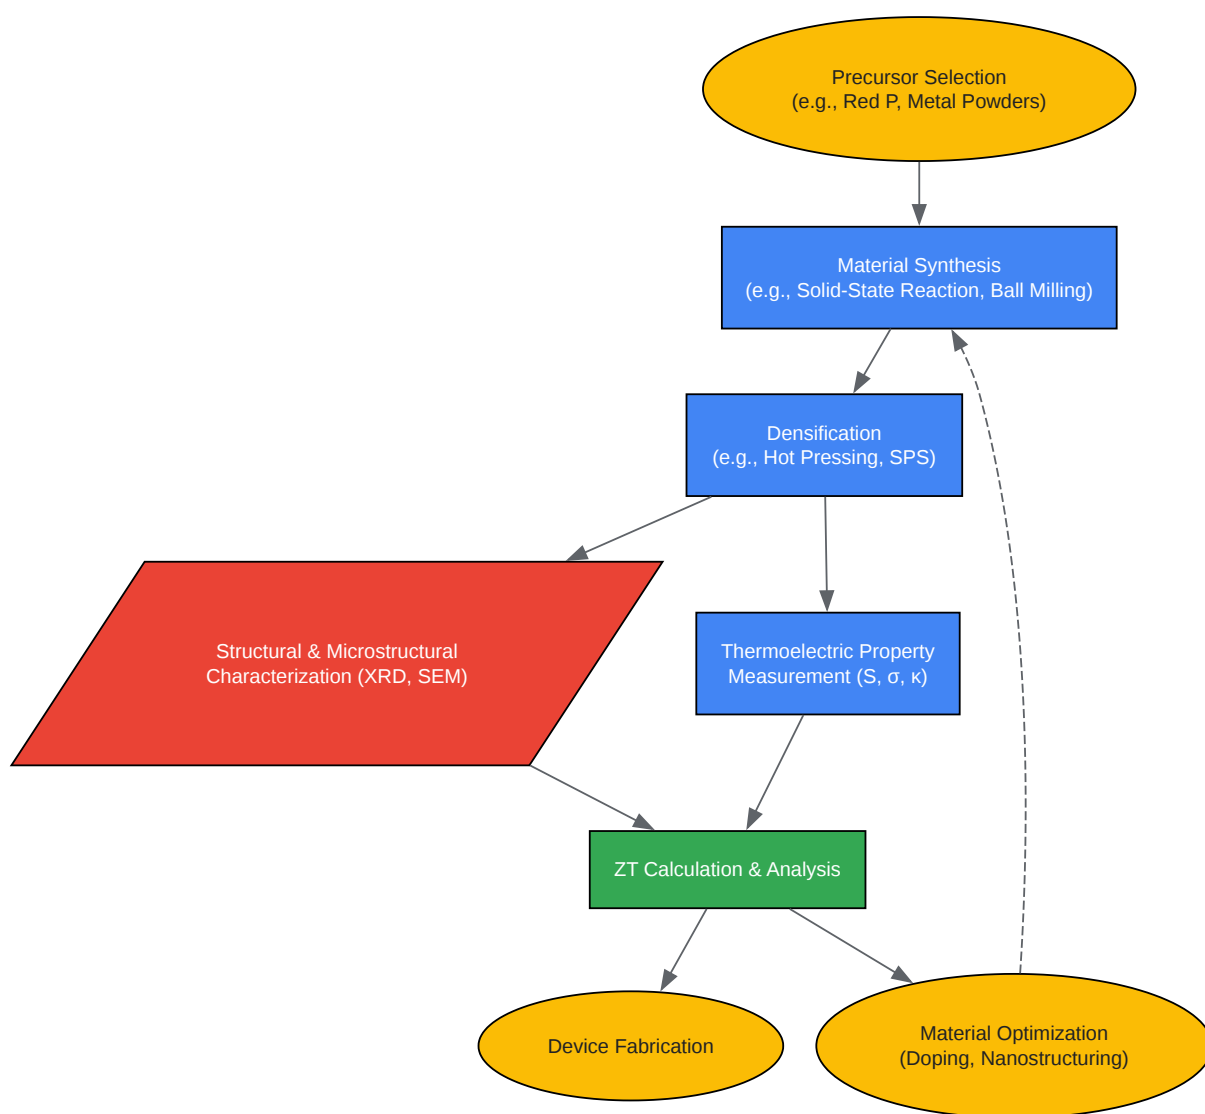 Precursor Selection
(e.g., Red P, Metal Powders)
Material Synthesis
(e.g., Solid-State Reaction, Ball Milling)
Densification
(e.g., Hot Pressing, SPS)
Structural & Microstructural
Characterization (XRD, SEM)
Thermoelectric Property
Measurement (S, σ, κ)
ZT Calculation & Analysis
Device Fabrication
Material Optimization
(Doping, Nanostructuring)